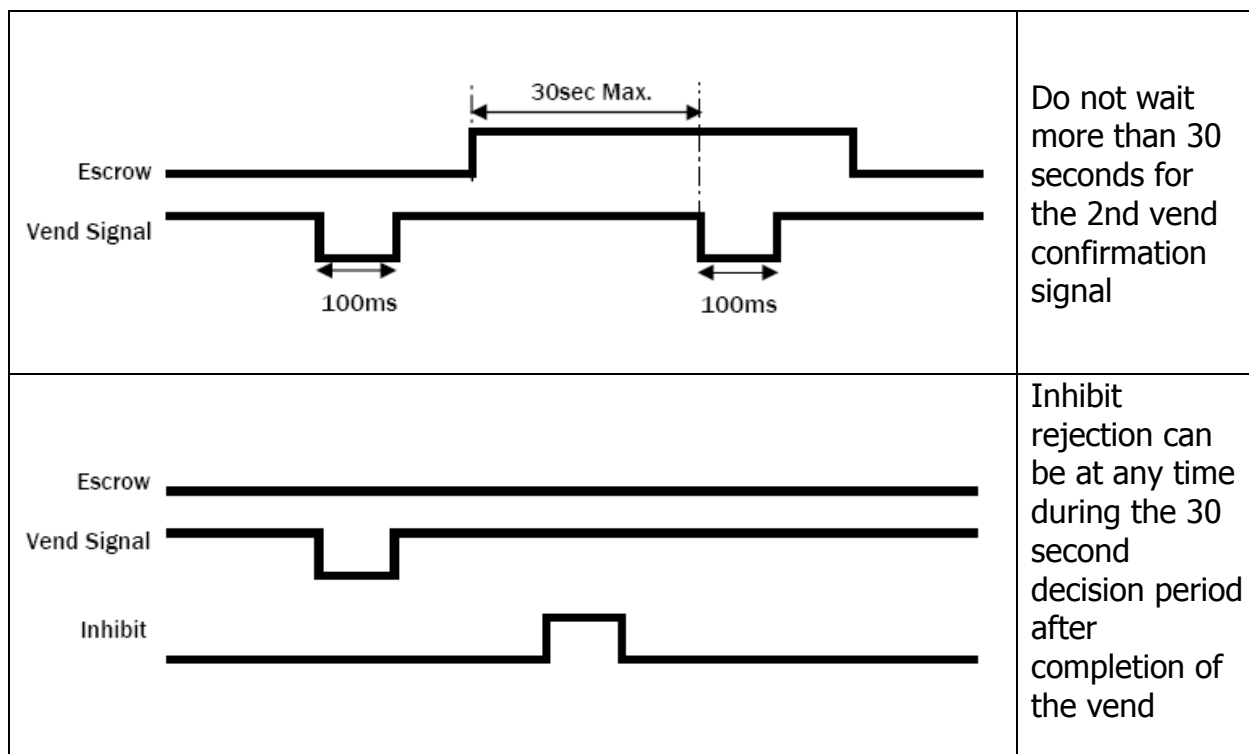 30sec Max.
Escrow
Vend Signal
100ms
100ms
Do not wait
more than 30
seconds for
the 2nd vend
confirmation
signal
Escrow
Vend Signal
Inhibit
Inhibit
rejection can
be at any time
during the 30
second
decision period
after
completion of
the vend